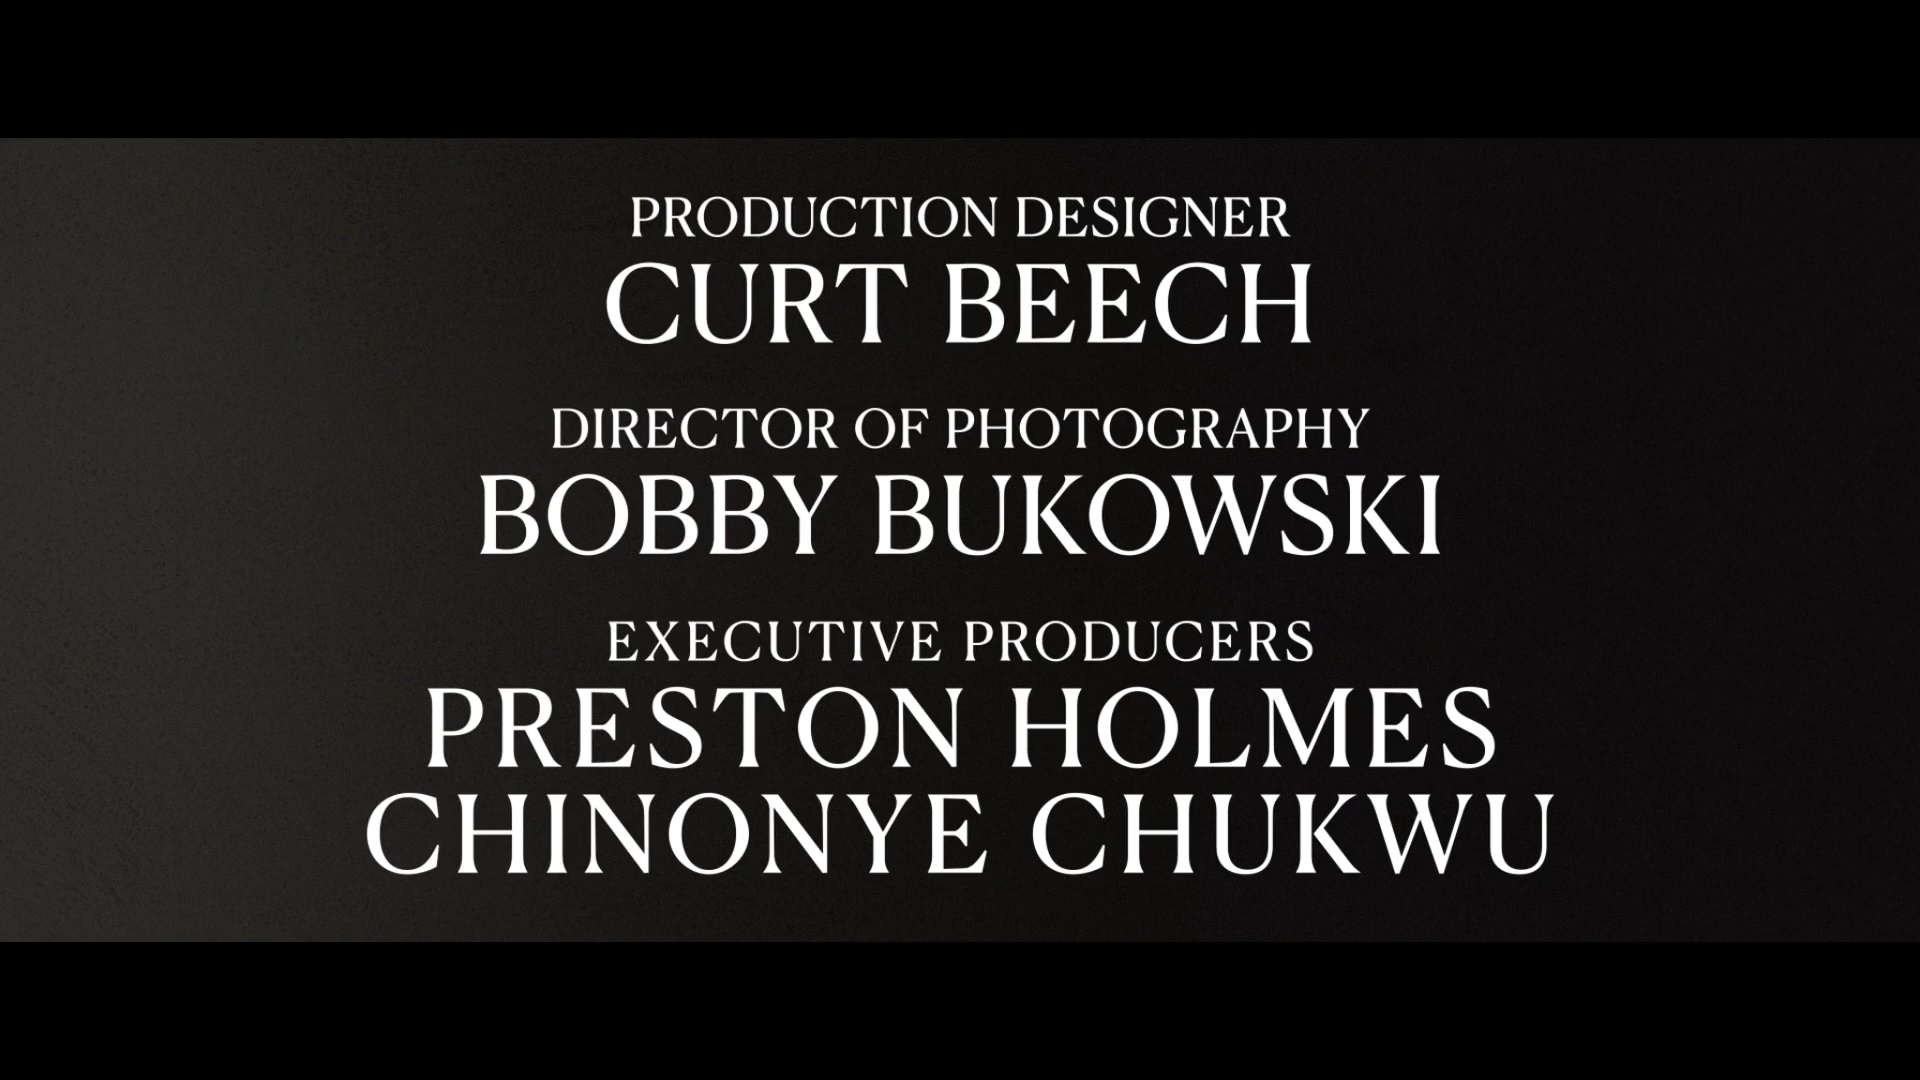 PRODUCTION DESIGNER
CURT BEECH
DIRECTOR OF PHOTOGRAPHY
BOBBY BUKOWSKI
EXECUTIVE PRODUCERS
PRESTON HOLMES
CHINONYE CHUKWU